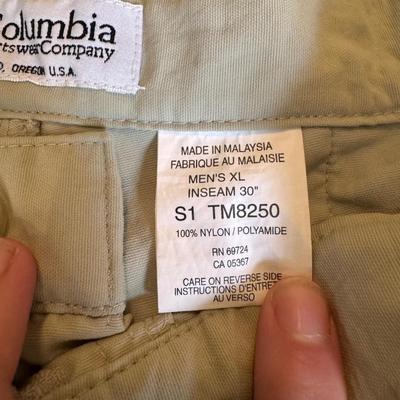 Columbia
Company
OREGON U.S.A.
MADE IN MALAYSIA
FABRIQUE AU MALAISIE
MEN'S XL
INSEAM 30"
S1 TM8250
100% NYLON / POLYAMIDE
RN 69724
CA 05367
CARE ON REVERSE SIDE
INSTRUCTIONS D'ENTRET
AU VERSO